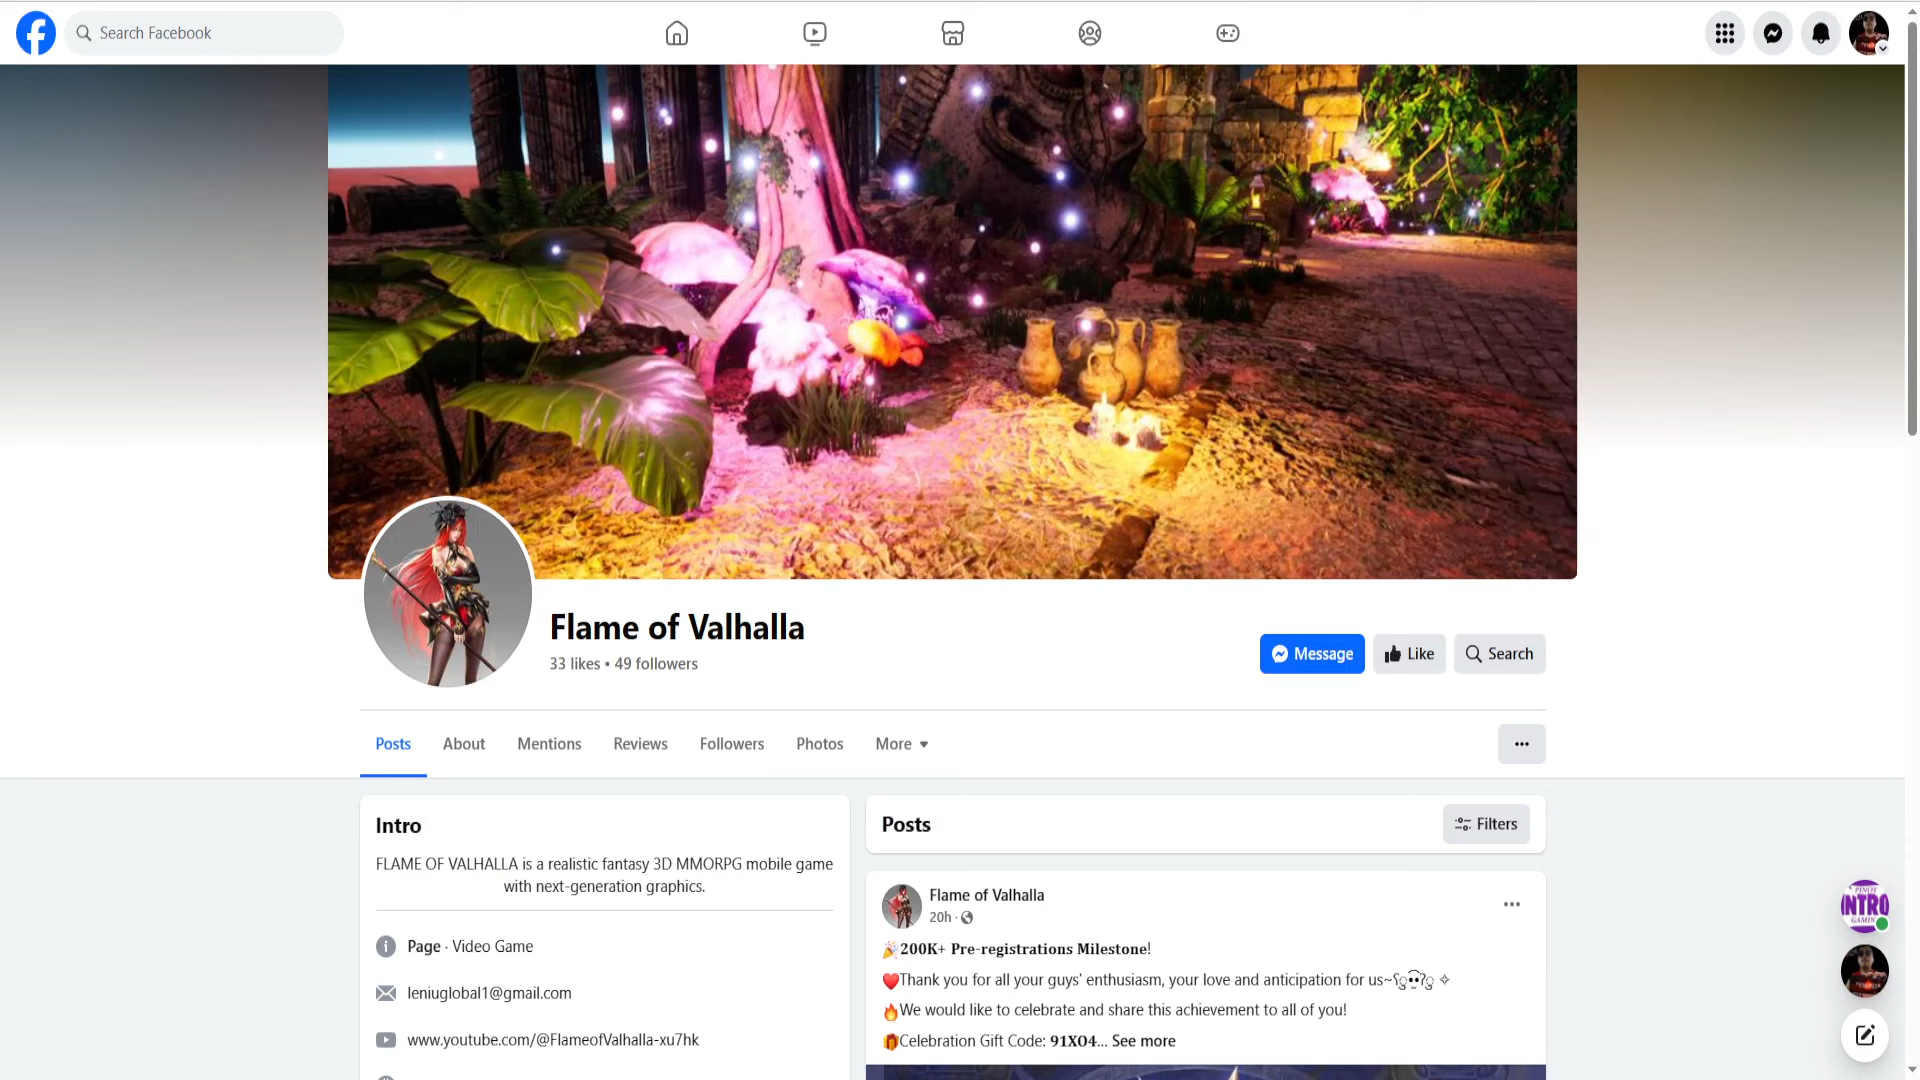 Search Facebook
Flame of Valhalla
33 likes • 49 followers
Message
Like
Search
Posts
About
Mentions
Reviews
Followers
Photos
More
Intro
FLAME OF VALHALLA is a realistic fantasy 3D MMORPG mobile game
with next-generation graphics.
Page · Video Game
leniuglobal1@gmail.com
www.youtube.com/@FlameofValhalla-xu7hk
Posts
Filters
Flame of Valhalla
20h ·
🎉200K+ Pre-registrations Milestone!
❤️Thank you for all your guys' enthusiasm, your love and anticipation for us~ʕु•̫͡•ʔु ✧
🔥We would like to celebrate and share this achievement to all of you!
🎁Celebration Gift Code: 91XO4... See more
PINOY
INTRO
GAMING